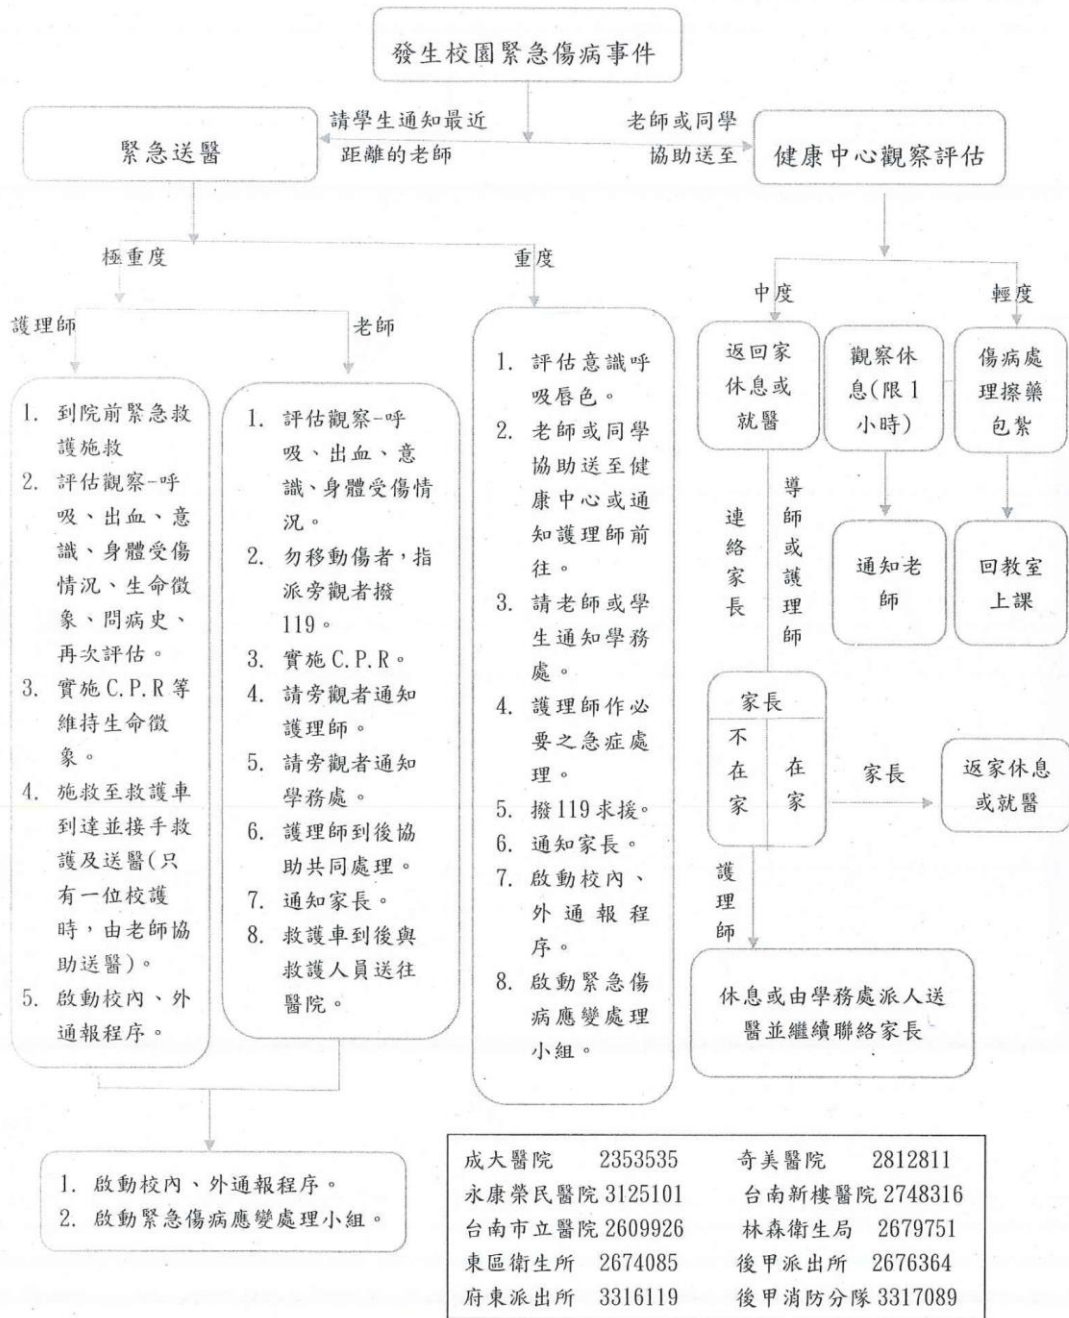 發生校園緊急傷病事件
緊急送醫
請學生通知最近
距離的老師
老師或同學
協助送至
健康中心觀察評估
極重度
重度
中度
輕度
護理師
老師
1. 到院前緊急救
護施救
2. 評估觀察-呼
吸、出血、意
識、身體受傷
情況、生命徵
象、問病史、
再次評估。
3. 實施C.P.R等
維持生命徵
象。
4. 施救至救護車
到達並接手救
護及送醫(只
有一位校護
時,由老師協
助送醫)。
5. 啟動校內、外
通報程序。
1. 評估觀察-呼
吸、出血、意
識、身體受傷情
況。
2. 勿移動傷者,指
派旁觀者撥
119。
3. 實施C.P.R。
4. 請旁觀者通知
護理師。
5. 請旁觀者通知
學務處。
6. 護理師到後協
助共同處理。
7. 通知家長。
8. 救護車到後與
救護人員送往
醫院。
1. 評估意識呼
吸唇色。
2. 老師或同學
協助送至健
康中心或通
知護理師前
往。
3. 請老師或學
生通知學務
處。
4. 護理師作必
要之急症處
理。
5. 撥119求援。
6. 通知家長。
7. 啟動校內、
外通報程
序。
8. 啟動緊急傷
病應變處理
小組。
返回家
休息或
就醫
觀察休
息(限1
小時)
傷病處
理擦藥
包紮
連絡家長
導師或護理師
通知老
師
回教室
上課
家長
不在家
在家
家長
返家休息
或就醫
護理師
休息或由學務處派人送
醫並繼續聯絡家長
1. 啟動校內、外通報程序。
2. 啟動緊急傷病應變處理小組。
成大醫院 2353535 奇美醫院 2812811
永康榮民醫院 3125101 台南新樓醫院 2748316
台南市立醫院 2609926 林森衛生局 2679751
東區衛生所 2674085 後甲派出所 2676364
府東派出所 3316119 後甲消防分隊 3317089